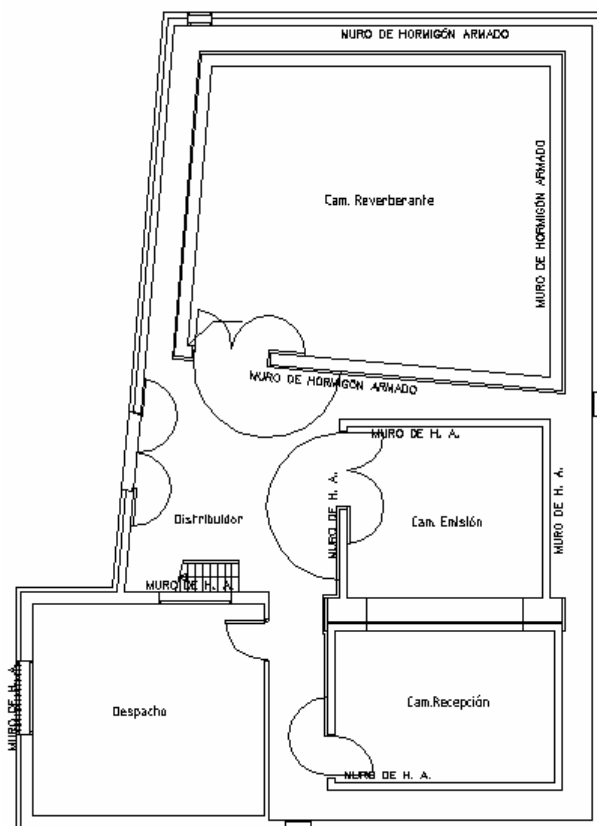 MURO DE HORMIGÓN ARMADO
Cam. Reverberante
MURO DE HORMIGÓN ARMADO
MURO DE HORMIGÓN ARMADO
MURO DE H. A.
MURO DE H. A.
MURO DE H. A.
Distribuidor
Cam. Emisión
MURO DE H. A.
Despacho
Cam.Recepción
MURO DE H. A.
MURO DE H. A.